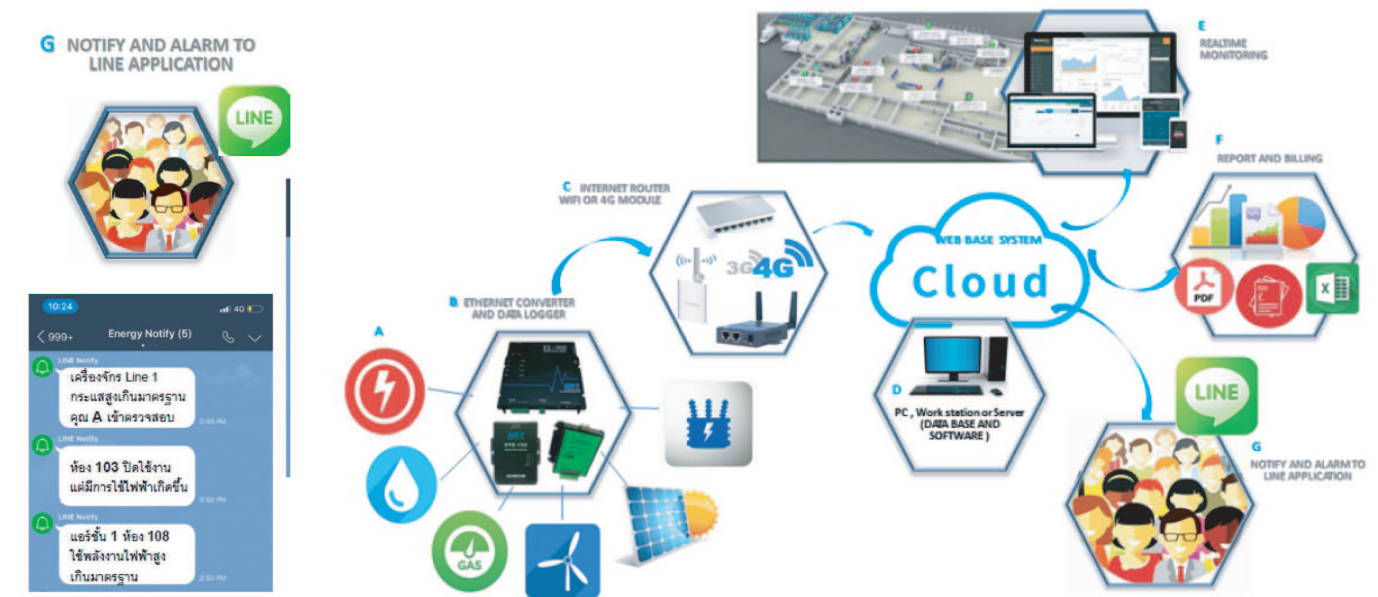 G NOTIFY AND ALARM TO
LINE APPLICATION
LINE
10:24
4G
999+
Energy Notify (5)
LINE Notify
เครื่องจักร Line 1
กระแสสูงเกินมาตรฐาน
คุณ A เข้าตรวจสอบ
LINE Notify
ห้อง 103 ปิดใช้งาน
แต่มีการใช้ไฟฟ้าเกิดขึ้น
3:50 PM
LINE Notify
แอร์ชั้น 1 ห้อง 108
ใช้พลังงานไฟฟ้าสูง
เกินมาตรฐาน
3:50 PM
A
B ETHERNET CONVERTER
AND DATA LOGGER
GAS
C INTERNET ROUTER
WIFI OR 4G MODULE
3G 4G
WEB BASE SYSTEM
Cloud
D
PC , Work station or Server
(DATA BASE AND
SOFTWARE )
E
REALTIME
MONITORING
F
REPORT AND BILLING
PDF
X
LINE
G
NOTIFY AND ALARM TO
LINE APPLICATION